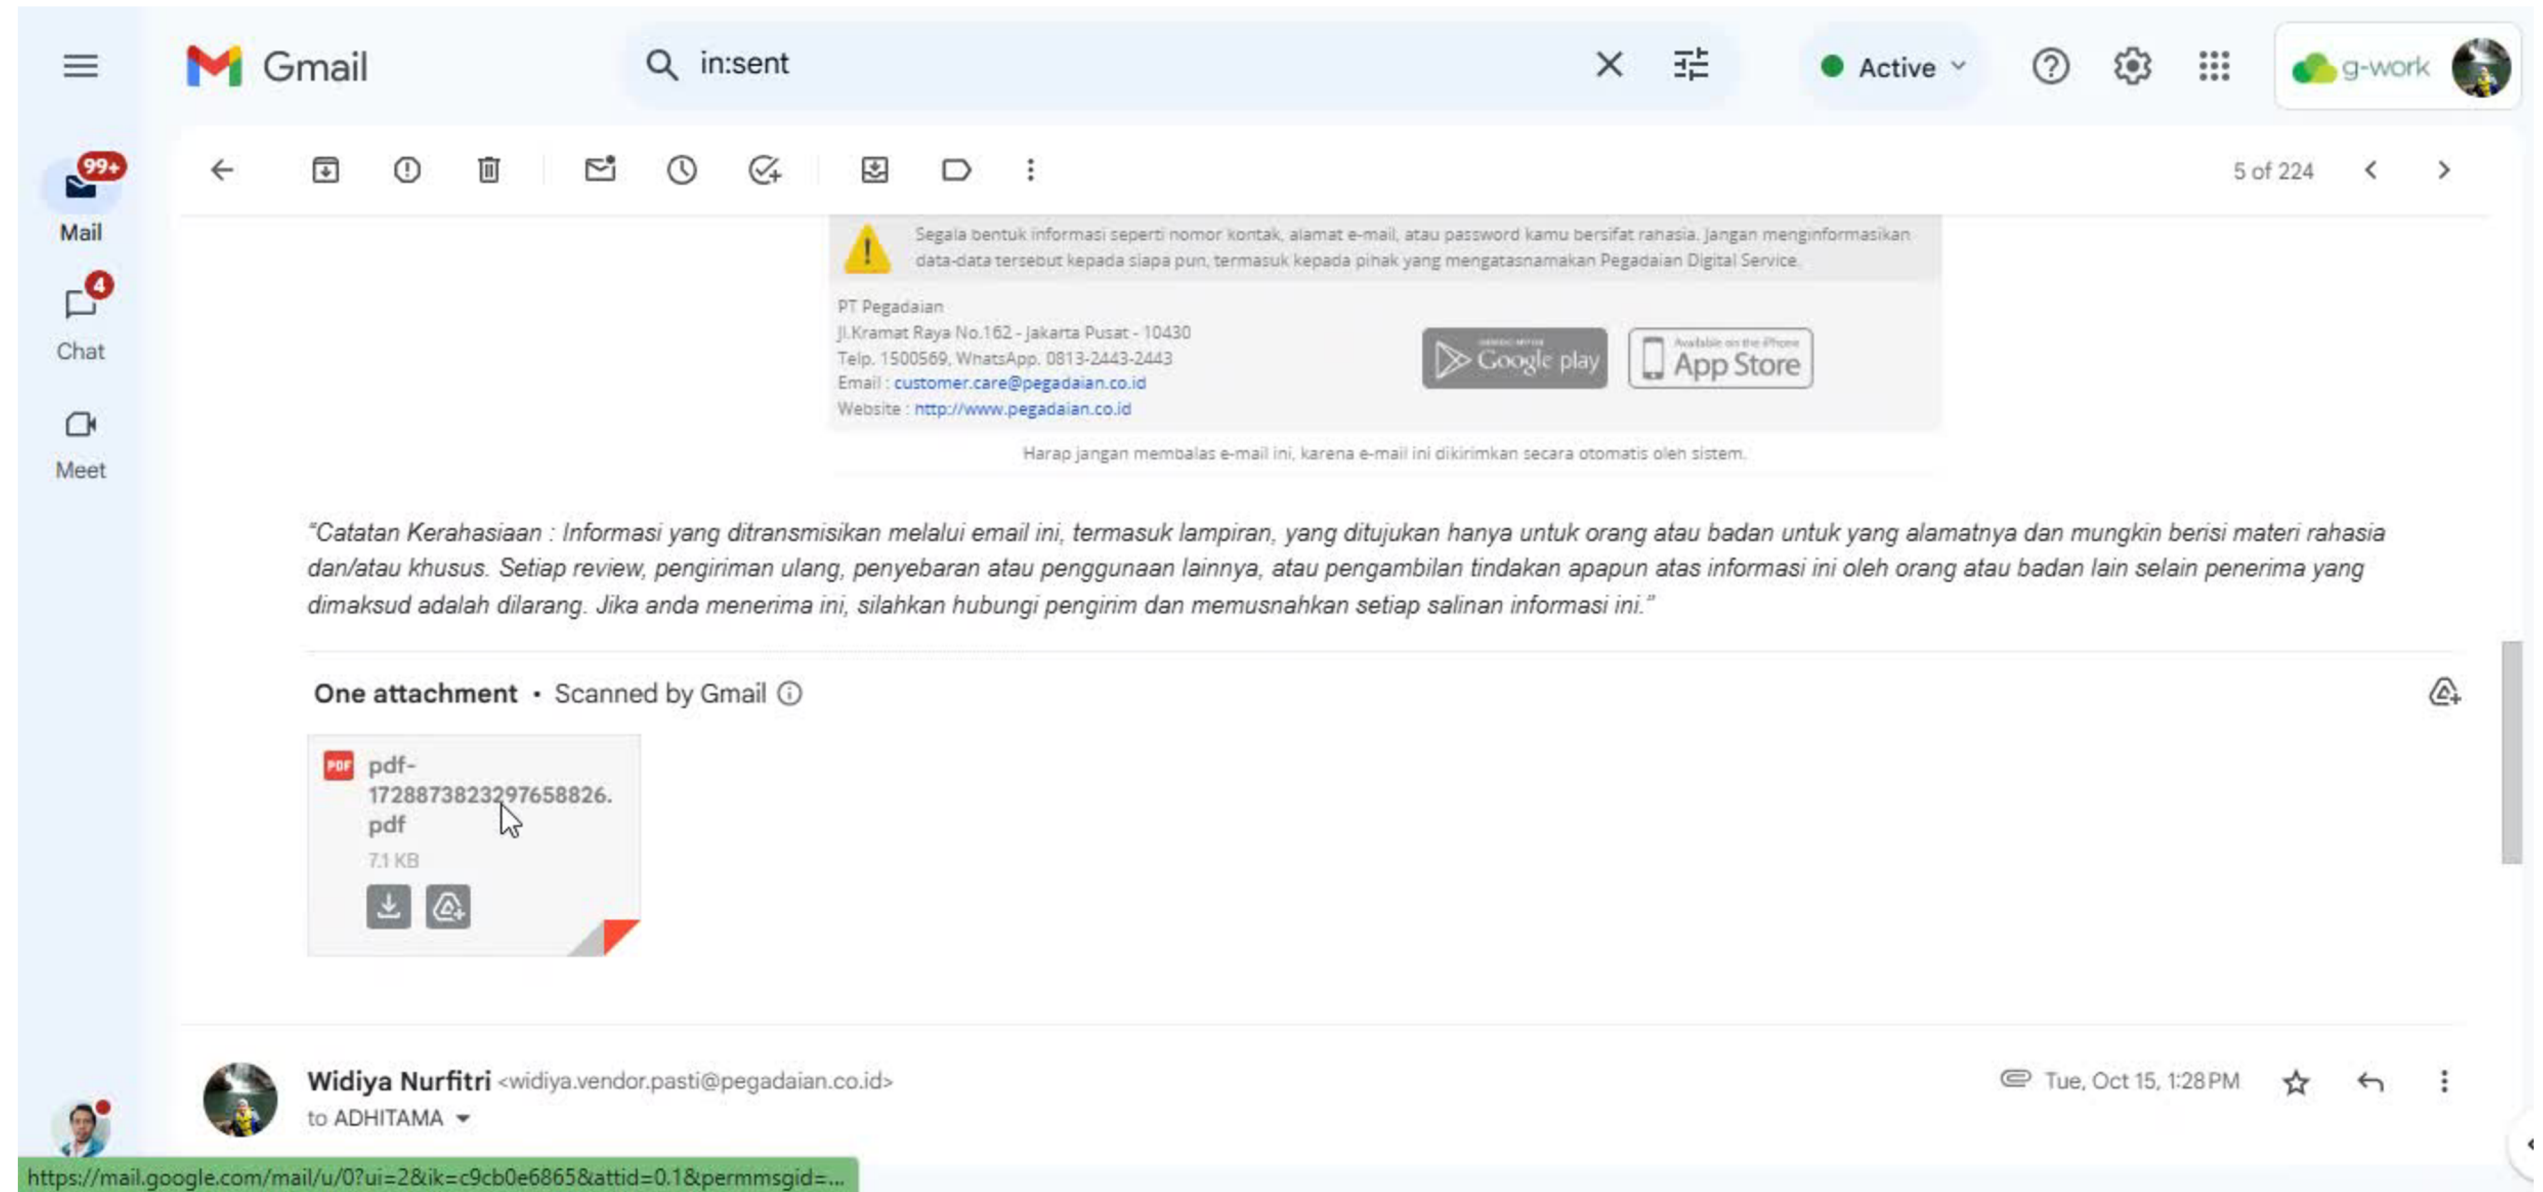 Gmail
in:sent
Active
g-work
99+
Mail
4
Chat
Meet
5 of 224
Segala bentuk informasi seperti nomor kontak, alamat e-mail, atau password kamu bersifat rahasia. Jangan menginformasikan
data-data tersebut kepada siapa pun, termasuk kepada pihak yang mengatasnamakan Pegadaian Digital Service.
PT Pegadaian
Jl.Kramat Raya No.162 - Jakarta Pusat - 10430
Telp. 1500569, WhatsApp. 0813-2443-2443
Email : customer.care@pegadaian.co.id
Website : http://www.pegadaian.co.id
Google play
Available on the iPhone
App Store
Harap jangan membalas e-mail ini, karena e-mail ini dikirimkan secara otomatis oleh sistem.
"Catatan Kerahasiaan : Informasi yang ditransmisikan melalui email ini, termasuk lampiran, yang ditujukan hanya untuk orang atau badan untuk yang alamatnya dan mungkin berisi materi rahasia
dan/atau khusus. Setiap review, pengiriman ulang, penyebaran atau penggunaan lainnya, atau pengambilan tindakan apapun atas informasi ini oleh orang atau badan lain selain penerima yang
dimaksud adalah dilarang. Jika anda menerima ini, silahkan hubungi pengirim dan memusnahkan setiap salinan informasi ini."
One attachment • Scanned by Gmail
PDF
pdf-
1728873823297658826.
pdf
7.1 KB
Widiya Nurfitri <widiya.vendor.pasti@pegadaian.co.id>
Tue, Oct 15, 1:28 PM
to ADHITAMA
https://mail.google.com/mail/u/0?ui=2&ik=c9cb0e6865&attid=0.1&permmsgid=...